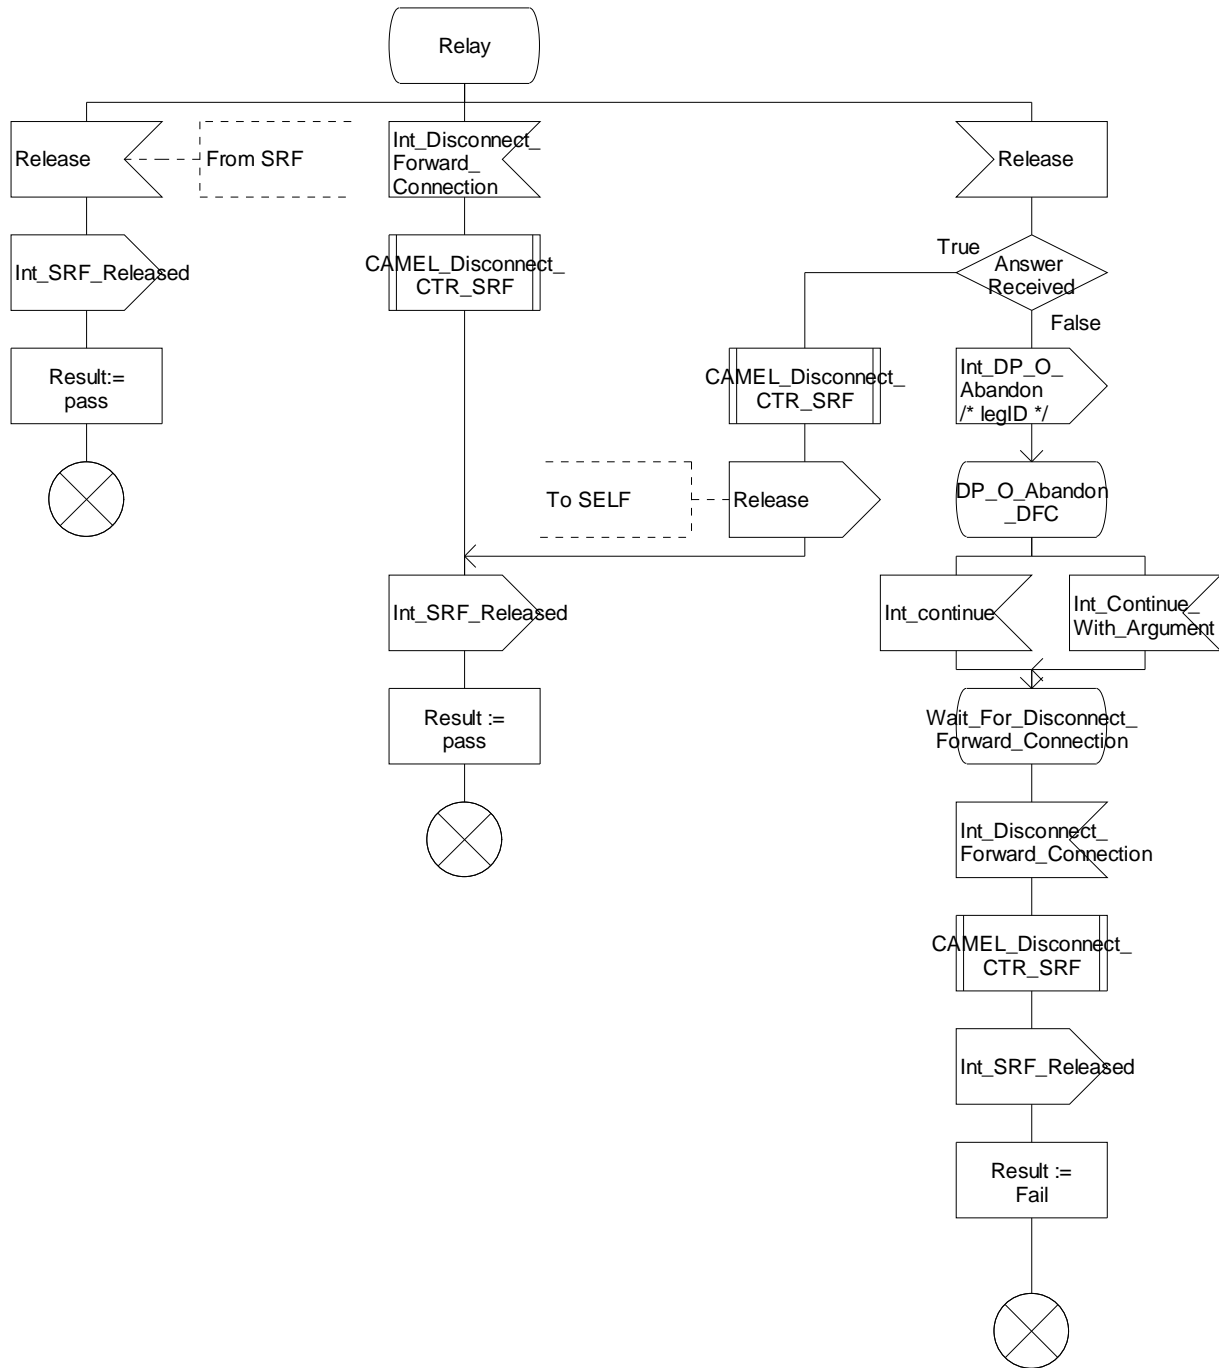 Relay
Release
From SRF
Int_Disconnect_
Forward_
Connection
Release
Int_SRF_Released
CAMEL_Disconnect_
CTR_SRF
True
Answer
Received
False
Result:=
pass
CAMEL_Disconnect_
CTR_SRF
Int_DP_O_
Abandon
/* legID */
To SELF
Release
DP_O_Abandon
_DFC
Int_SRF_Released
Int_continue
Int_Continue_
With_Argument
Result :=
pass
Wait_For_Disconnect_
Forward_Connection
Int_Disconnect_
Forward_Connection
CAMEL_Disconnect_
CTR_SRF
Int_SRF_Released
Result :=
Fail